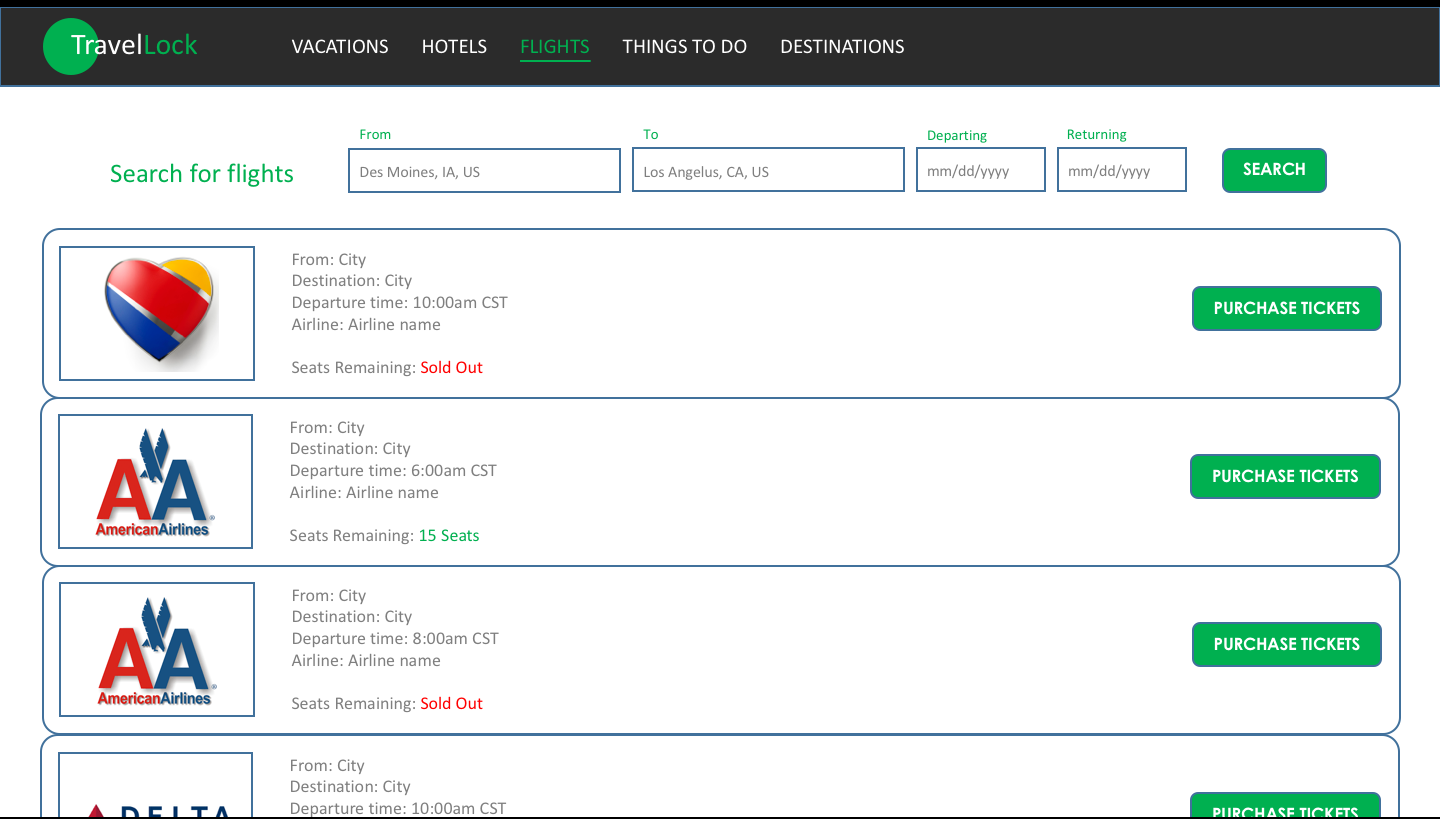 TravelLock
VACATIONS HOTELS FLIGHTS THINGS TO DO DESTINATIONS
From To Departing Returning
Search for flights Des Moines, IA, US Los Angelus, CA, US mm/dd/yyyy mm/dd/yyyy SEARCH
From: City
Destination: City
Departure time: 10:00am CST
Airline: Airline name
Seats Remaining: Sold Out
PURCHASE TICKETS
AA
AmericanAirlines
From: City
Destination: City
Departure time: 6:00am CST
Airline: Airline name
Seats Remaining: 15 Seats
PURCHASE TICKETS
AA
AmericanAirlines
From: City
Destination: City
Departure time: 8:00am CST
Airline: Airline name
Seats Remaining: Sold Out
PURCHASE TICKETS
DELTA
From: City
Destination: City
Departure time: 10:00am CST
PURCHASE TICKETS